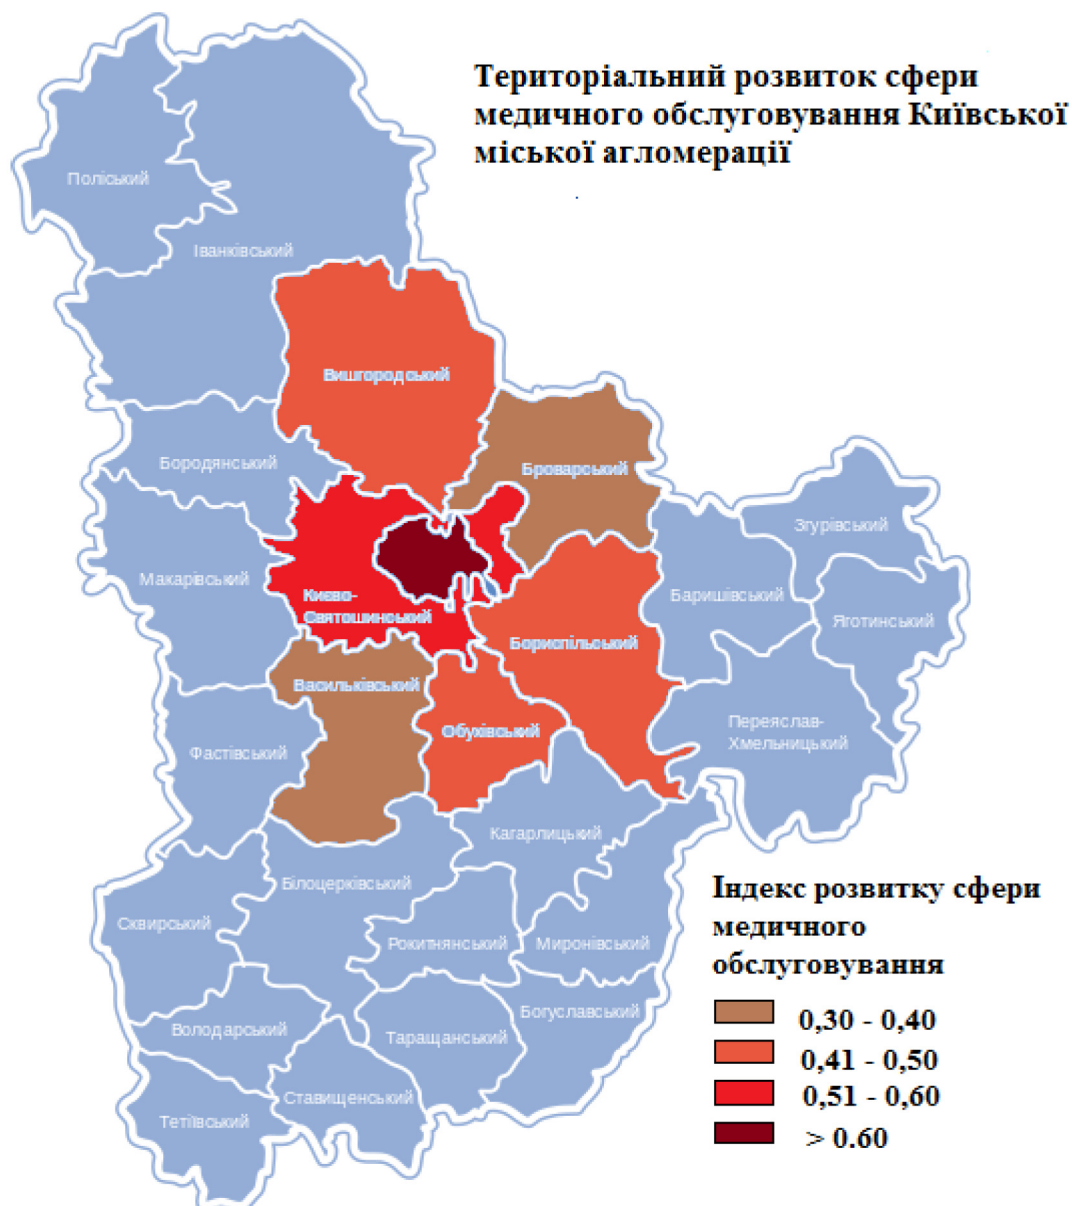 Територіальний розвиток сфери
медичного обслуговування Київської
міської агломерації
Поліський
Іванківський
Вишгородський
Бородянський
Броварський
Згурівський
Макарівський
Києво-
Святошинський
Баришівський
Яготинський
Бориспільський
Васильківський
Обухівський
Переяслав-
Хмельницький
Фастівський
Кагарлицький
Білоцерківський
Сквирський
Рокитнянський
Миронівський
Володарський
Таращанський
Богуславський
Ставищенський
Тетіївський
Індекс розвитку сфери
медичного
обслуговування
0,30 - 0,40
0,41 - 0,50
0,51 - 0,60
> 0.60